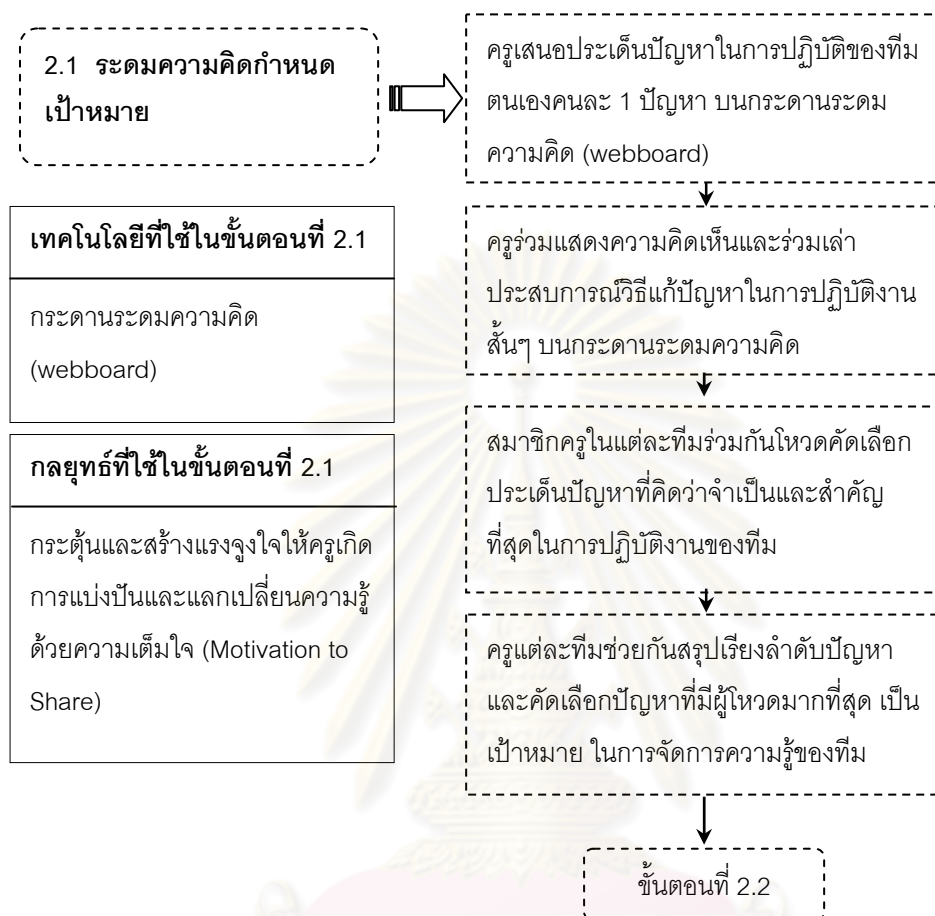 2.1 ระดมความคิดกำหนด
เป้าหมาย
ครูเสนอประเด็นปัญหาในการปฏิบัติของทีม
ตนเองคนละ 1 ปัญหา บนกระดานระดม
ความคิด (webboard)
เทคโนโลยีที่ใช้ในขั้นตอนที่ 2.1
กระดานระดมความคิด
(webboard)
ครูร่วมแสดงความคิดเห็นและร่วมเล่า
ประสบการณ์วิธีแก้ปัญหาในการปฏิบัติงาน
สั้นๆ บนกระดานระดมความคิด
กลยุทธ์ที่ใช้ในขั้นตอนที่ 2.1
กระตุ้นและสร้างแรงจูงใจให้ครูเกิด
การแบ่งปันและแลกเปลี่ยนความรู้
ด้วยความเต็มใจ (Motivation to
Share)
สมาชิกครูในแต่ละทีมร่วมกันโหวดคัดเลือก
ประเด็นปัญหาที่คิดว่าจำเป็นและสำคัญ
ที่สุดในการปฏิบัติงานของทีม
ครูแต่ละทีมช่วยกันสรุปเรียงลำดับปัญหา
และคัดเลือกปัญหาที่มีผู้โหวดมากที่สุด เป็น
เป้าหมาย ในการจัดการความรู้ของทีม
ขั้นตอนที่ 2.2